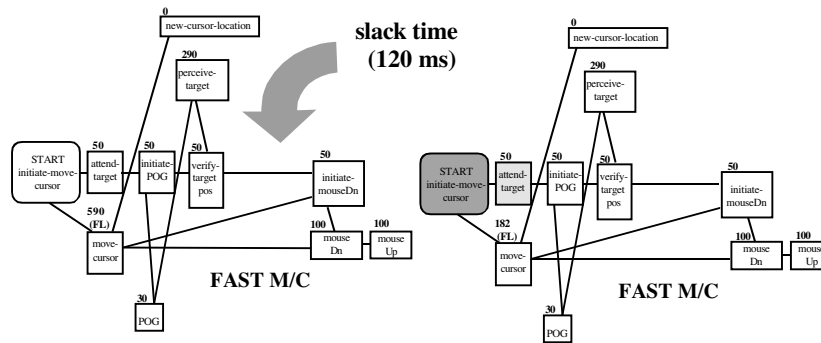 0
new-cursor-location
slack time
(120 ms)
290
perceive-
target
50
attend-
target
50
initiate-
POG
50
verify-
target
pos
START
initiate-move-
cursor
50
initiate-
mouseDn
590
(FL)
move-
cursor
100
mouse
Dn
100
mouse
Up
FAST M/C
30
POG
0
new-cursor-location
290
perceive-
target
50
attend-
target
50
initiate-
POG
50
verify-
target
pos
START
initiate-move-
cursor
50
initiate-
mouseDn
182
(FL)
move-
cursor
100
mouse
Dn
100
mouse
Up
FAST M/C
30
POG